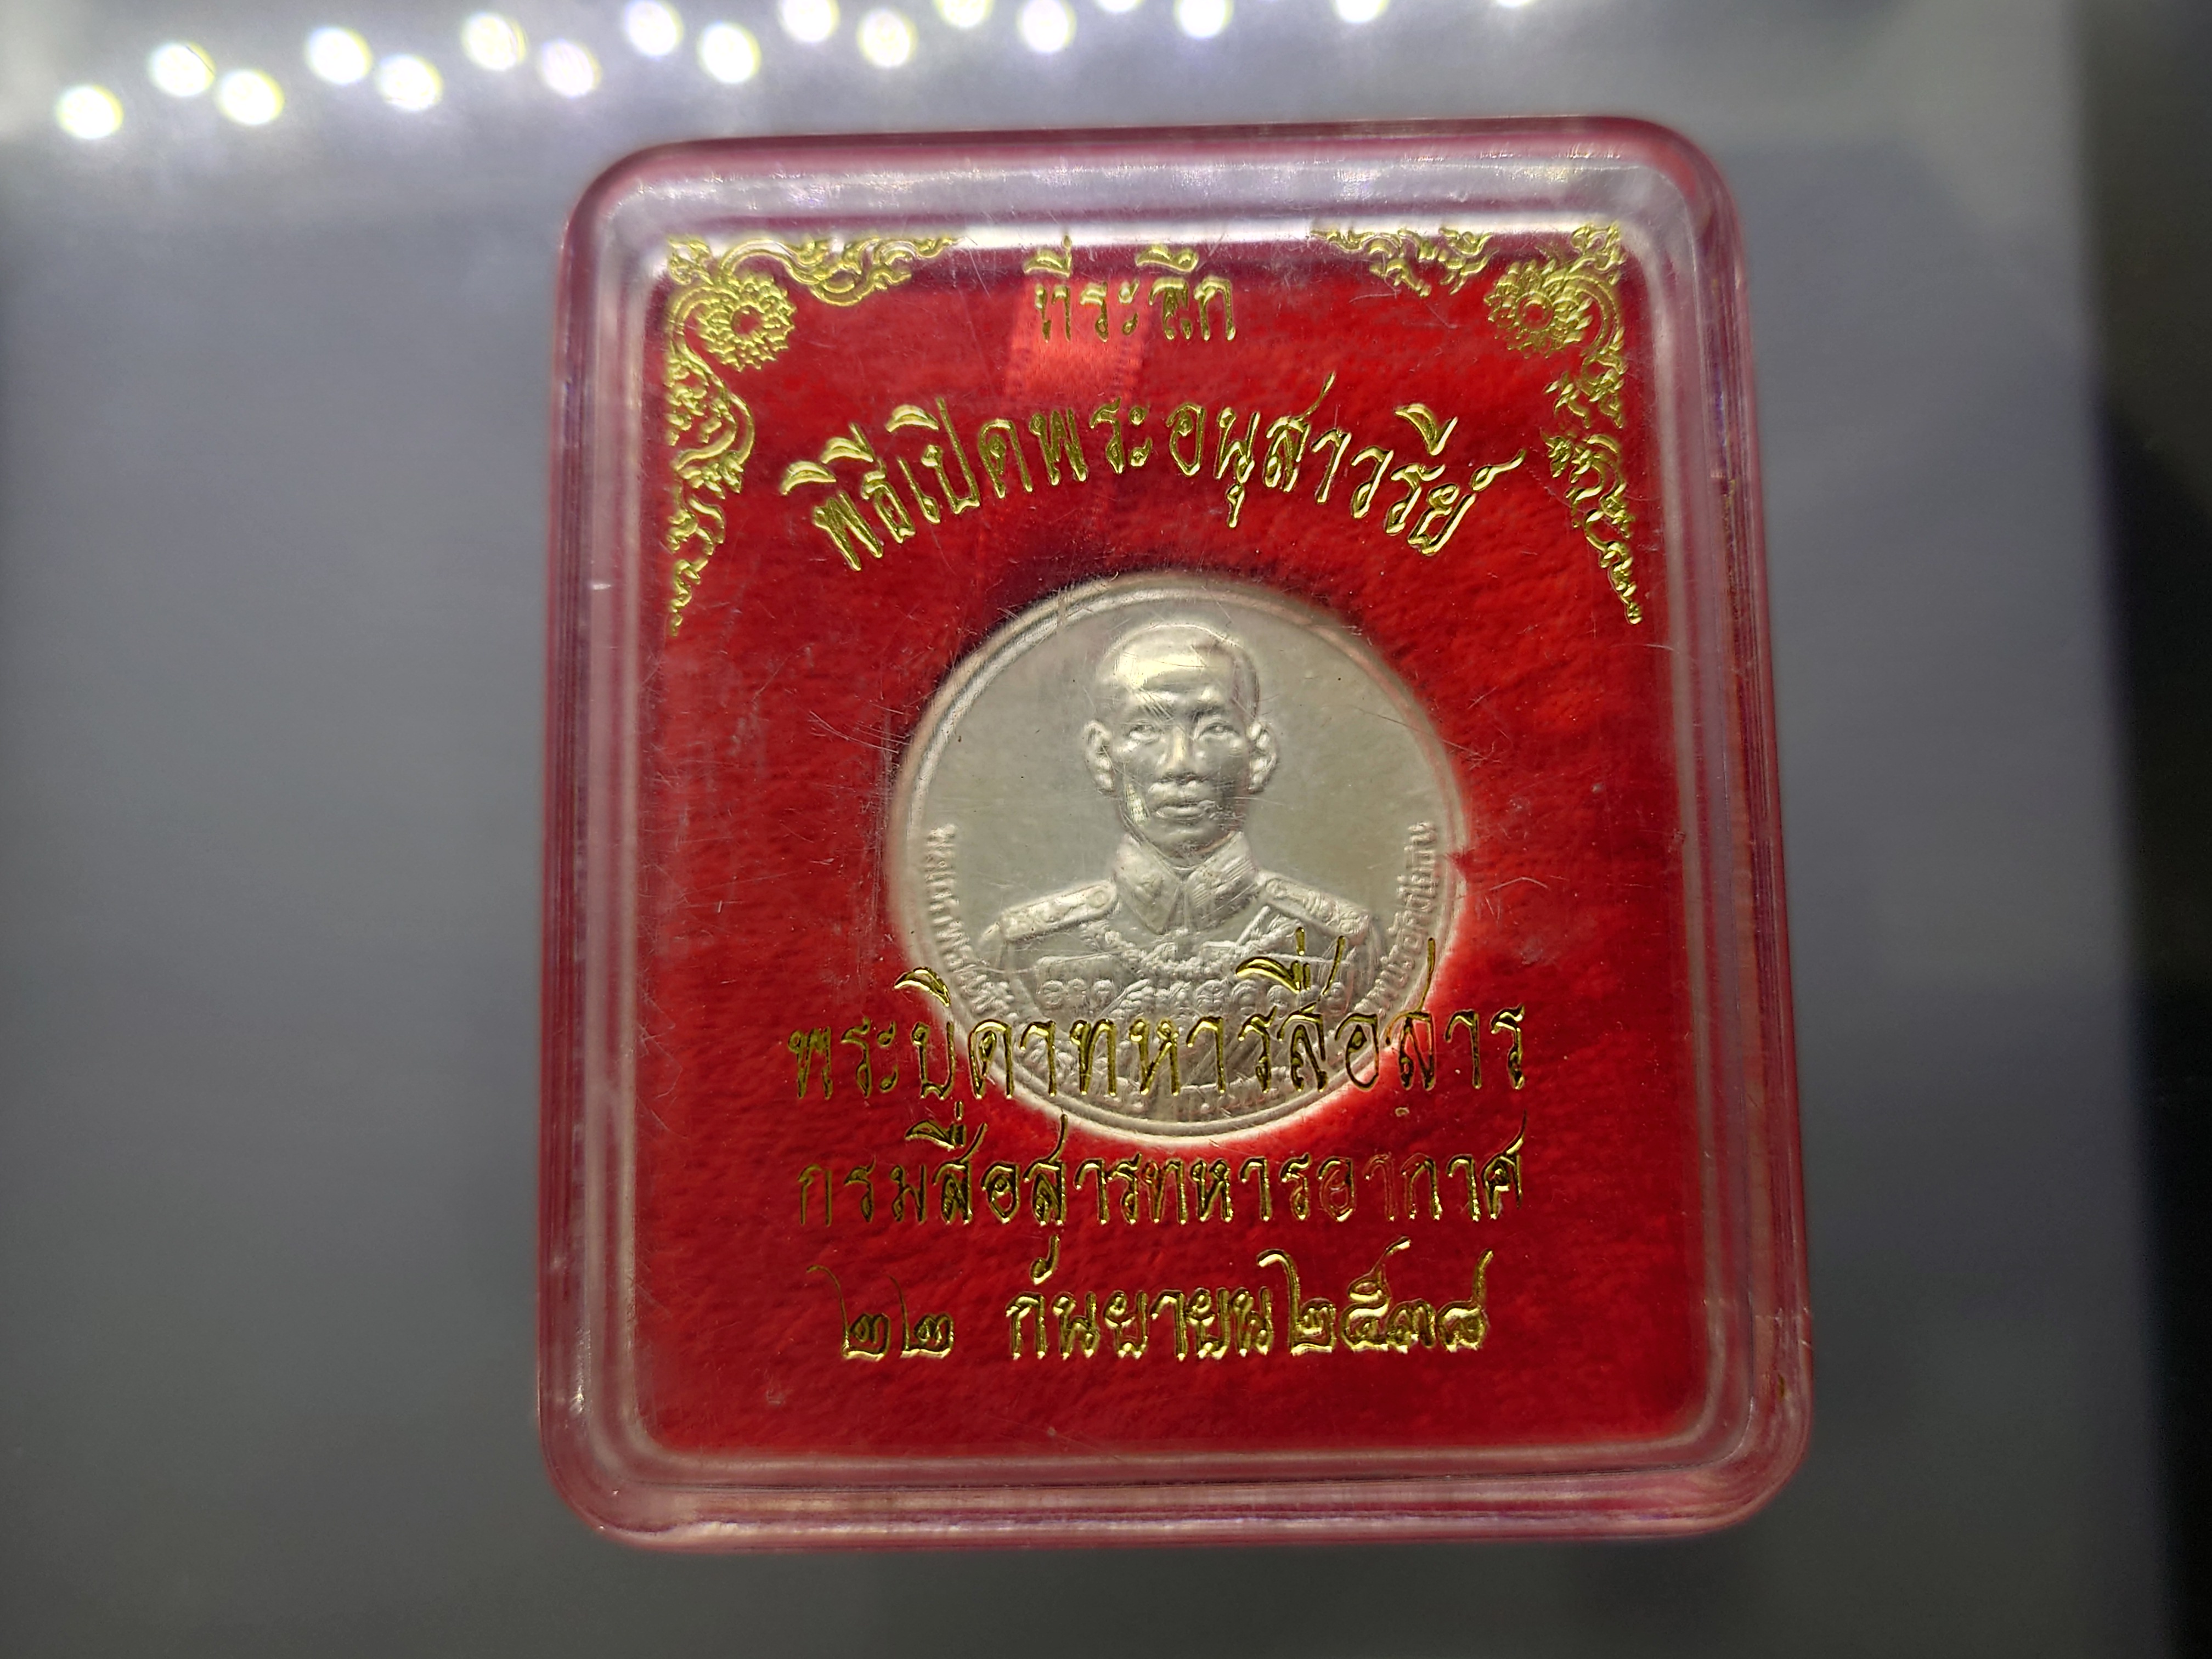 ที่ระลึก
พิธีเปิดพระอนุสาวรีย์
พระบิดาทหารสื่อสาร
กรมสื่อสารทหารอากาศ
๒๒ กันยายน ๒๕๓๘